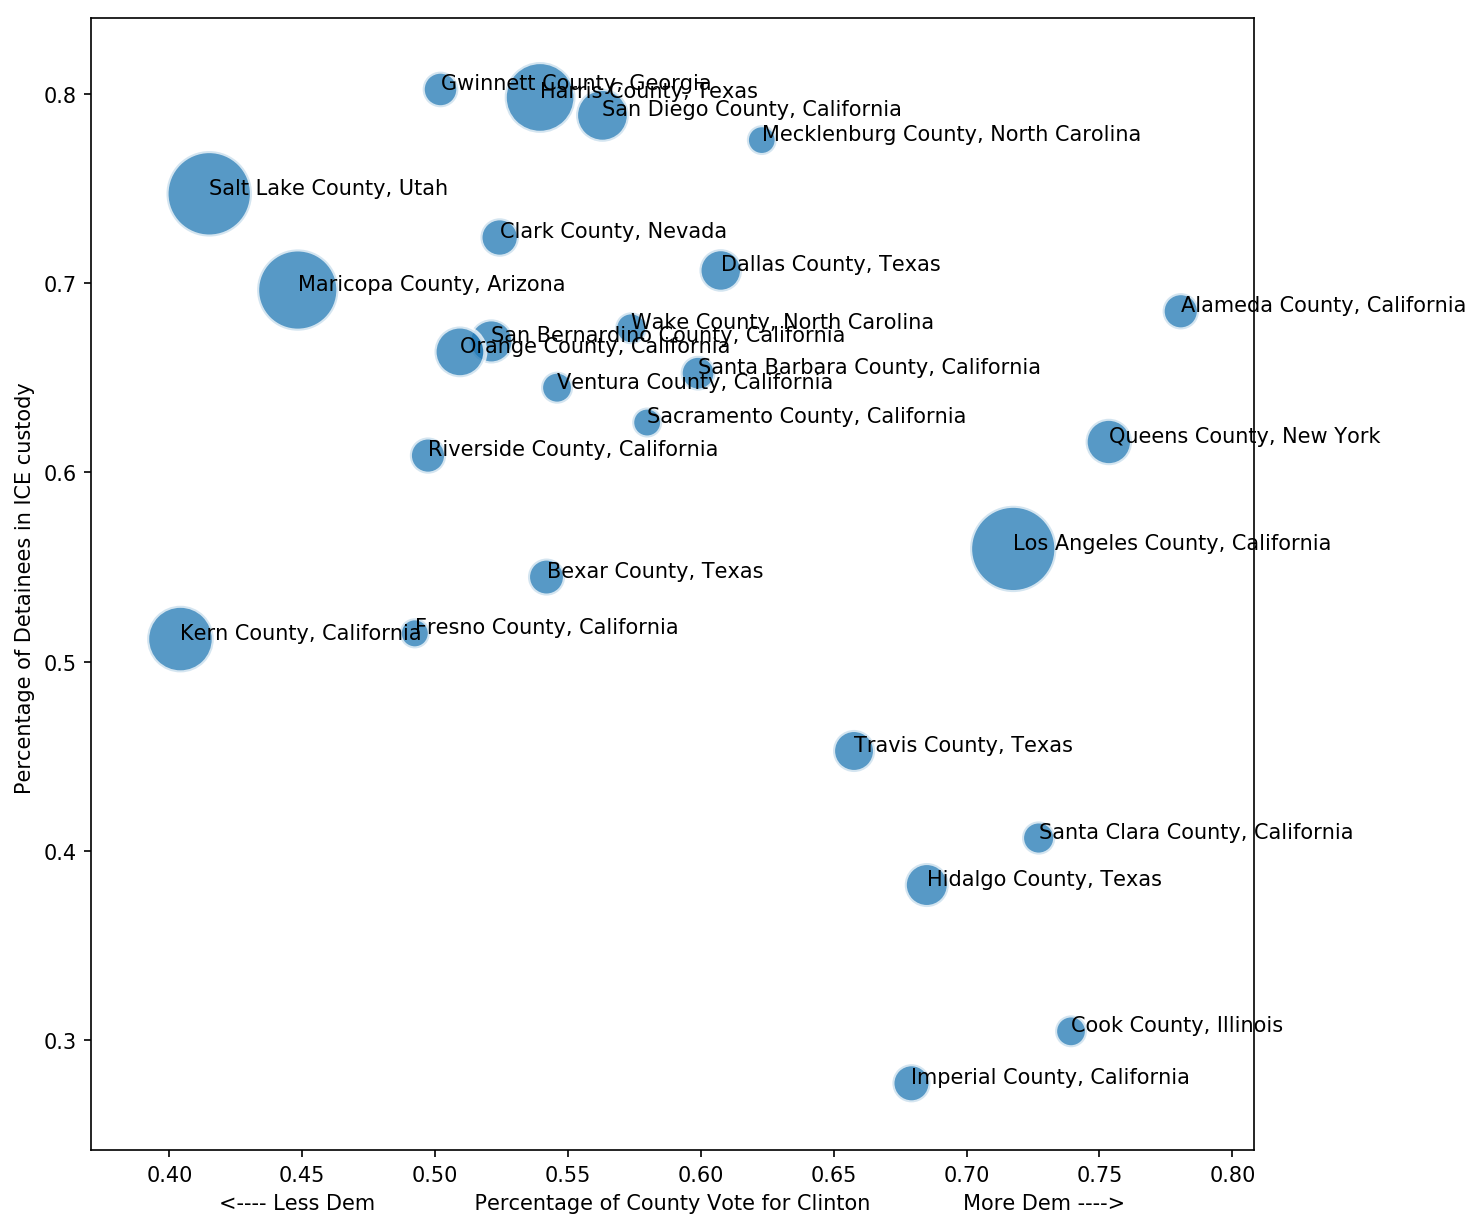 Gwinnett County, Georgia
Harris County, Texas
San Diego County, California
Mecklenburg County, North Carolina
Salt Lake County, Utah
Clark County, Nevada
Dallas County, Texas
Maricopa County, Arizona
Alameda County, California
Wake County, North Carolina
San Bernardino County, California
Orange County, California
Santa Barbara County, California
Ventura County, California
Sacramento County, California
Queens County, New York
Riverside County, California
Los Angeles County, California
Bexar County, Texas
Fresno County, California
Kern County, California
Travis County, Texas
Santa Clara County, California
Hidalgo County, Texas
Cook County, Illinois
Imperial County, California
0.8
0.7
0.6
0.5
0.4
0.3
Percentage of Detainees in ICE custody
0.40 0.45 0.50 0.55 0.60 0.65 0.70 0.75 0.80
<---- Less Dem Percentage of County Vote for Clinton More Dem ---->